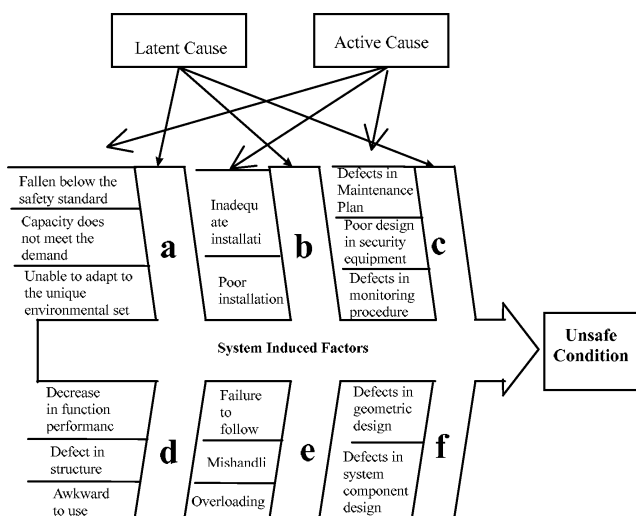 Latent Cause
Active Cause
Fallen below the
safety standard
Capacity does
not meet the
demand
Unable to adapt to
the unique
environmental set
a
Inadequ
ate
installati
Poor
installation
b
Defects in
Maintenance
Plan
Poor design
in security
equipment
Defects in
monitoring
procedure
c
System Induced Factors
Unsafe
Condition
Decrease
in function
performanc
Defect in
structure
Awkward
to use
d
Failure
to
follow
Mishandli
Overloading
e
Defects in
geometric
design
Defects in
system
component
design
f